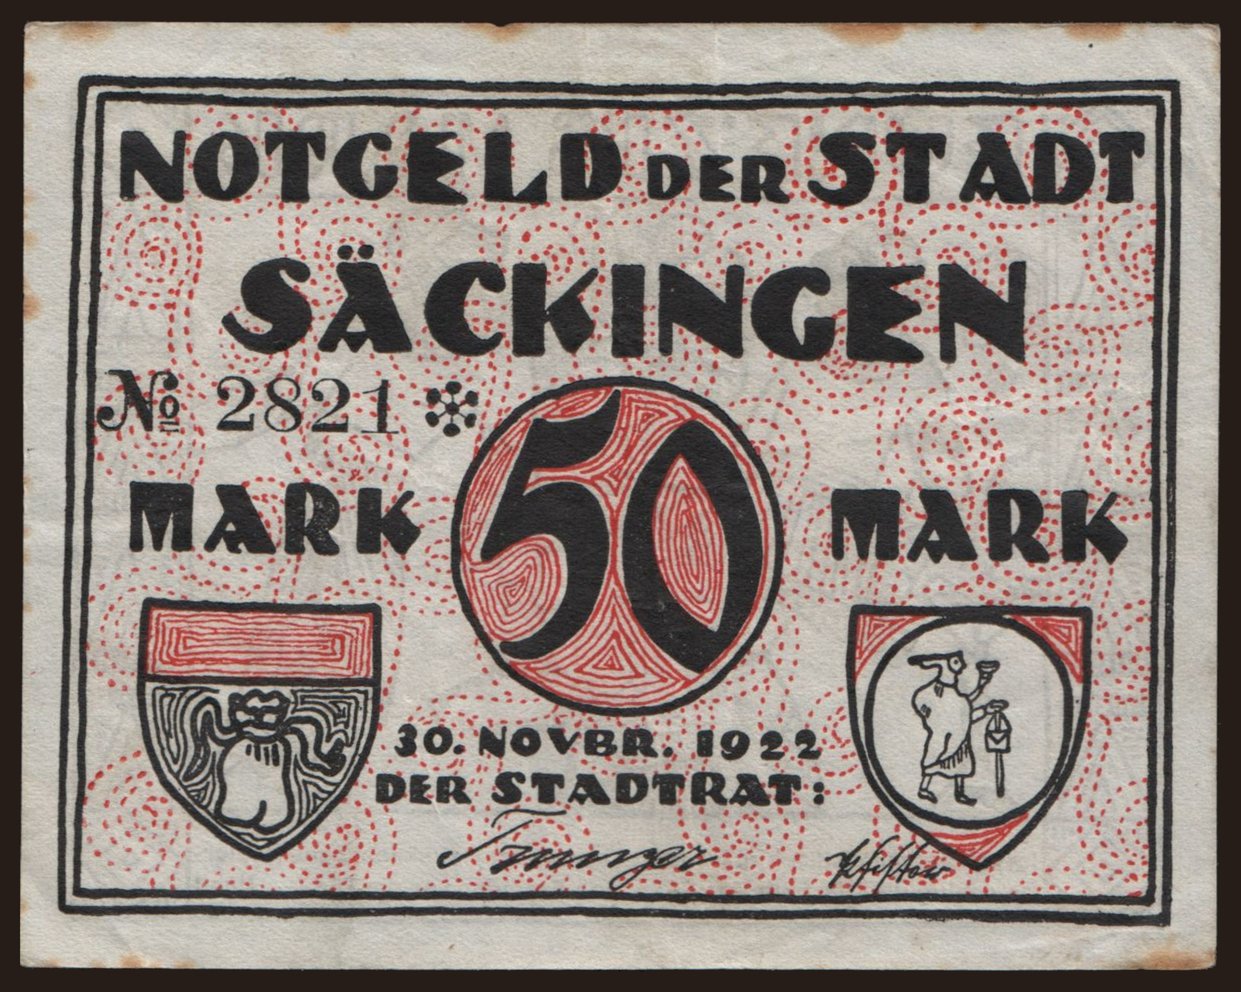 NOTGELD DER STADT
SÄCKINGEN
№ 2821
MARK 50 MARK
30. NOVBR. 1922
DER STADTRAT: